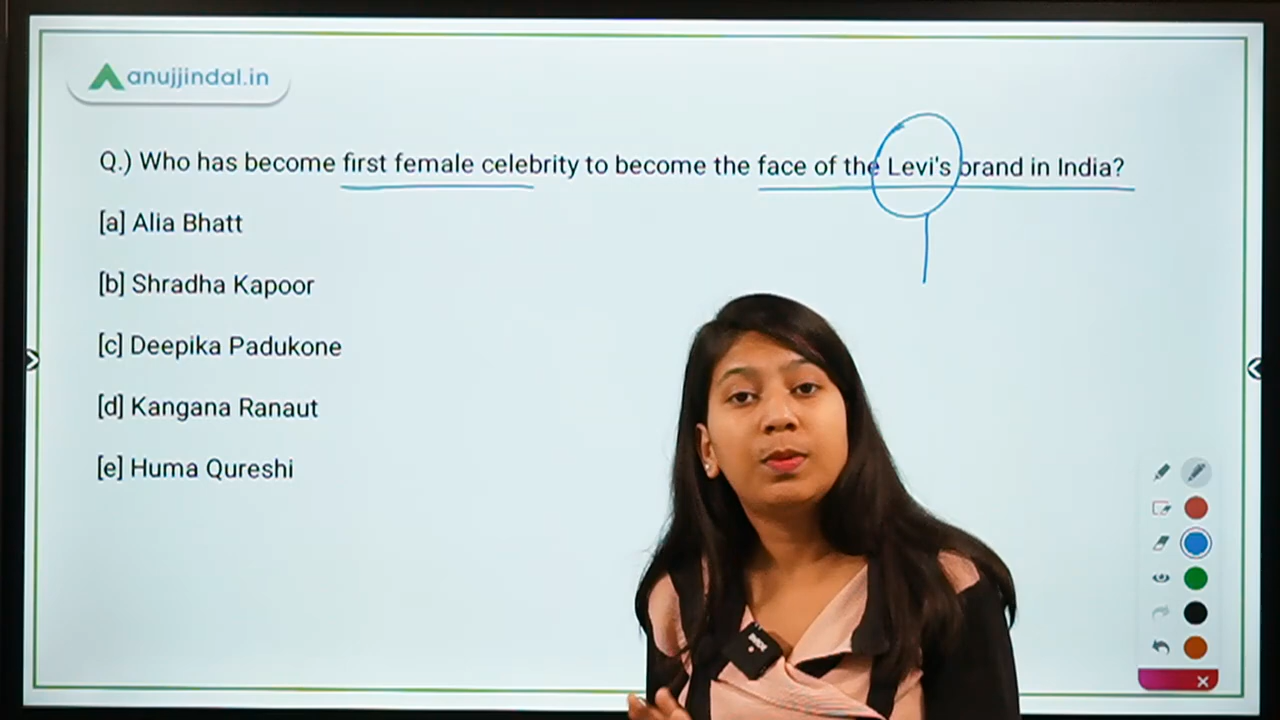 anujjindal.in
Q.) Who has become first female celebrity to become the face of the Levi's brand in India?
[a] Alia Bhatt
[b] Shradha Kapoor
[c] Deepika Padukone
[d] Kangana Ranaut
[e] Huma Qureshi